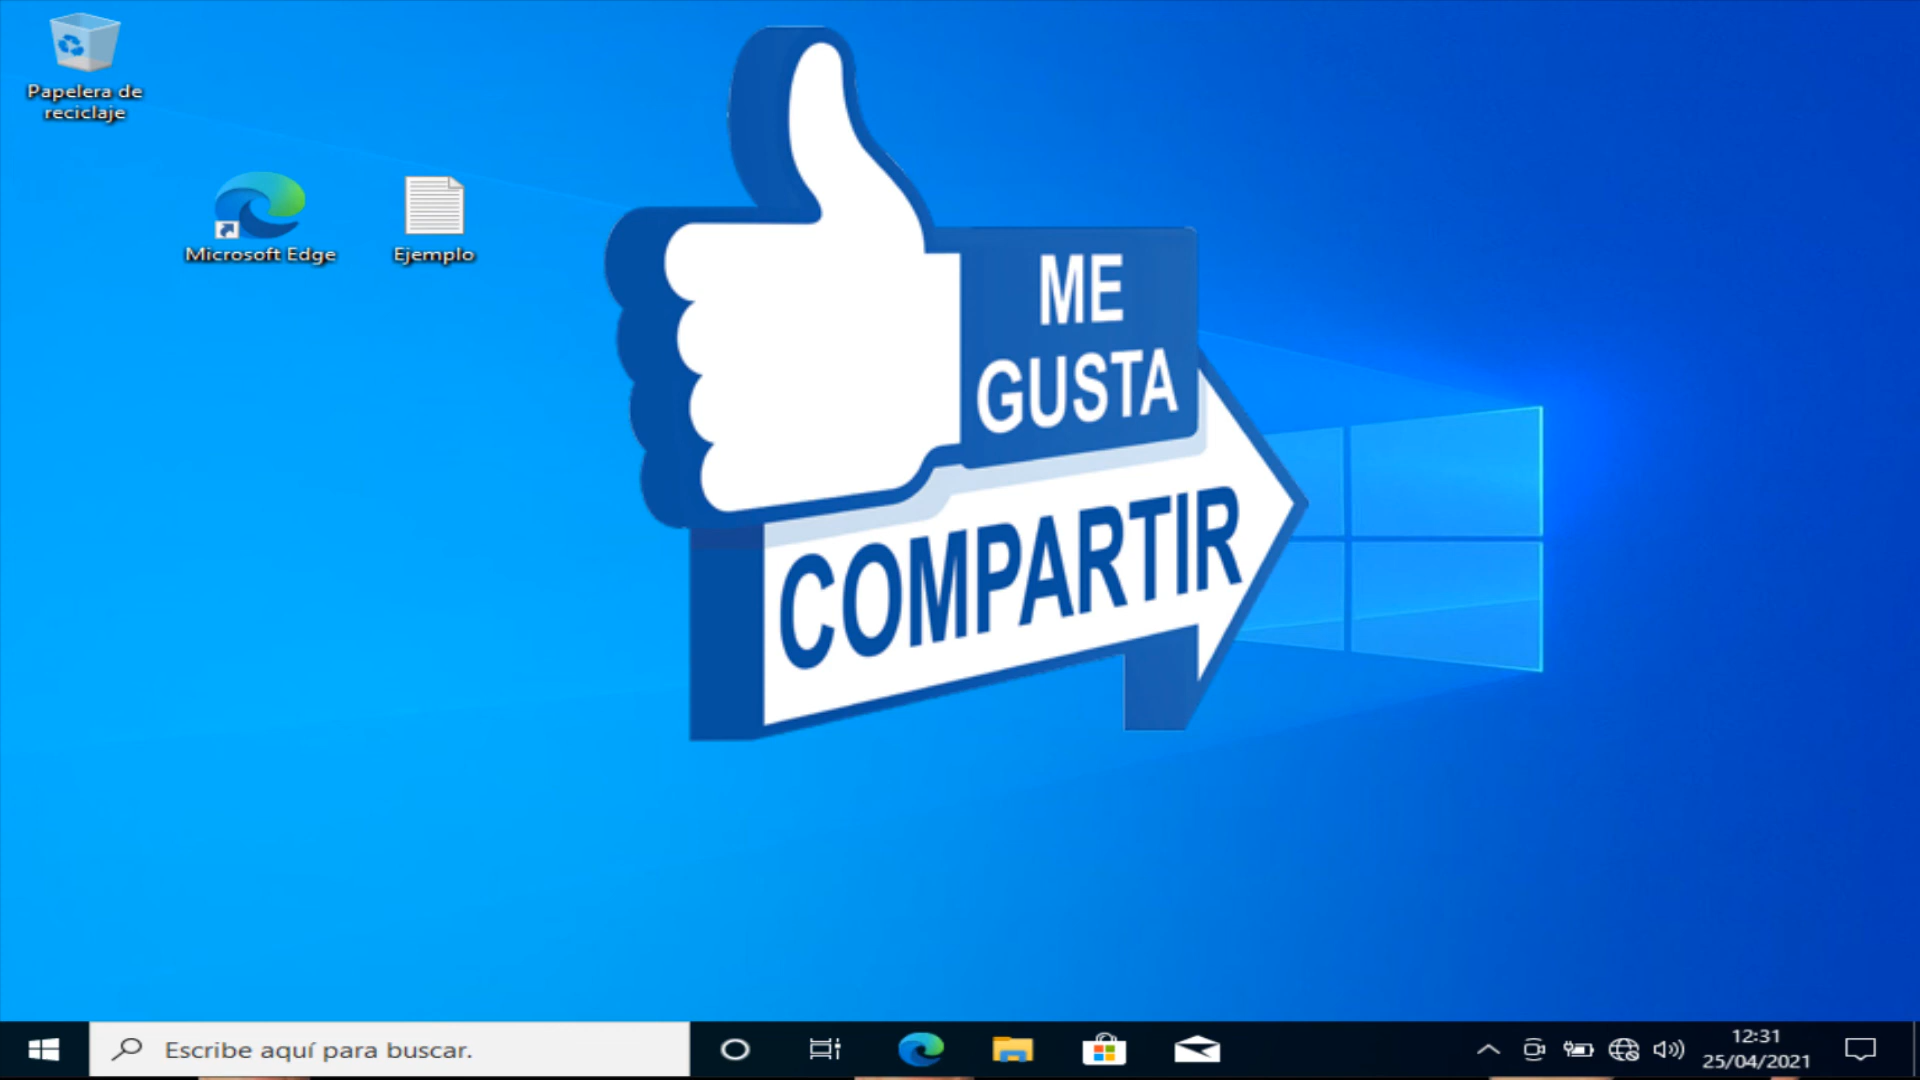 Papelera de
reciclaje
Microsoft Edge
Ejemplo
ME
GUSTA
COMPARTIR
Escribe aquí para buscar.
12:31
25/04/2021